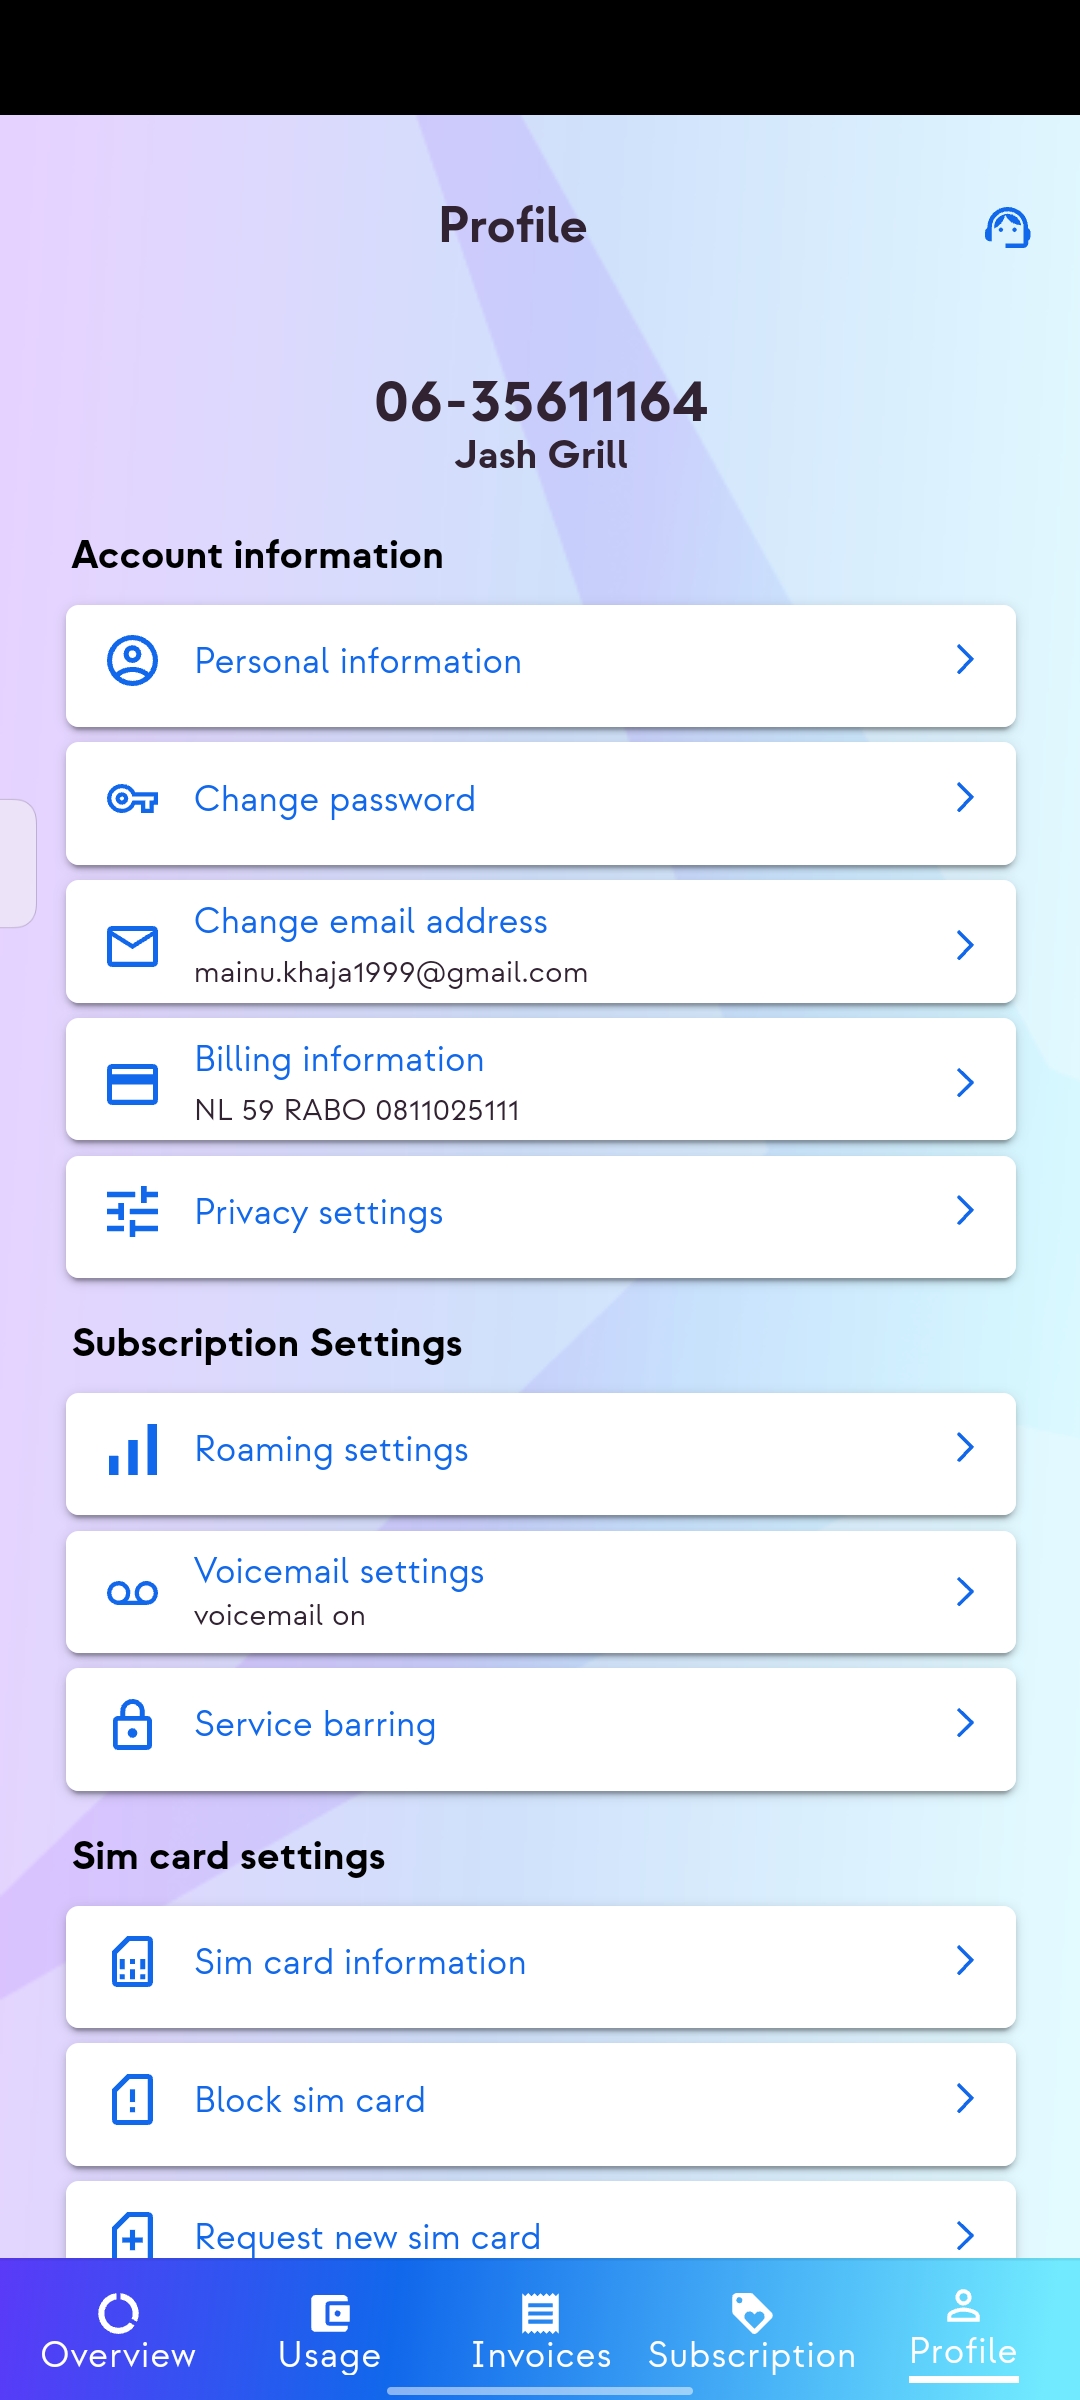 Profile
06-35611164
Jash Grill
Account information
Personal information
Change password
Change email address
mainu.khaja1999@gmail.com
Billing information
NL 59 RABO 0811025111
Privacy settings
Subscription Settings
Roaming settings
Voicemail settings
voicemail on
Service barring
Sim card settings
Sim card information
Block sim card
Request new sim card
Overview Usage Invoices Subscription Profile